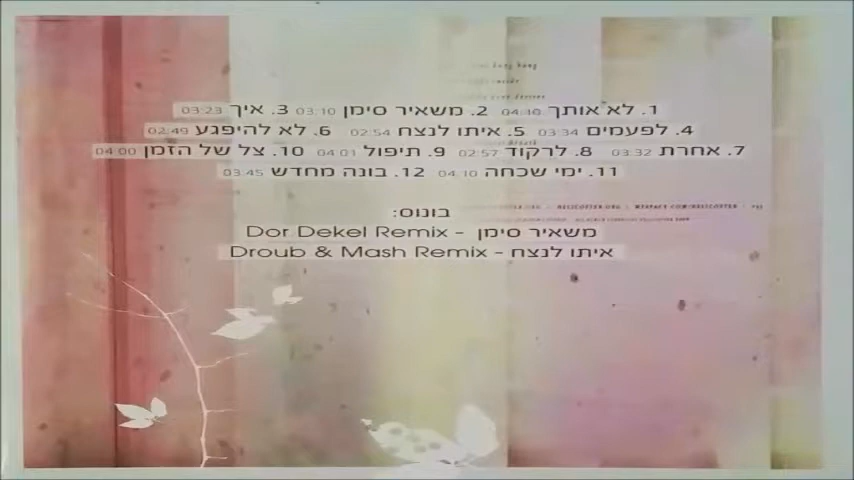 1. לא אותך 04:10 2. משאיר סימן 03:10 3. איך 03:23
4. לפעמים 03:34 5. איתו לנצח 02:54 6. לא להיפגע 02:49
7. אחרת 03:32 8. לרקוד 02:57 9. תיפול 04:01 10. צל של הזמן 04:00
11. ימי שכחה 04:10 12. בונה מחדש 03:45
בונוס:
משאיר סימן - Dor Dekel Remix
איתו לנצח - Droub & Mash Remix